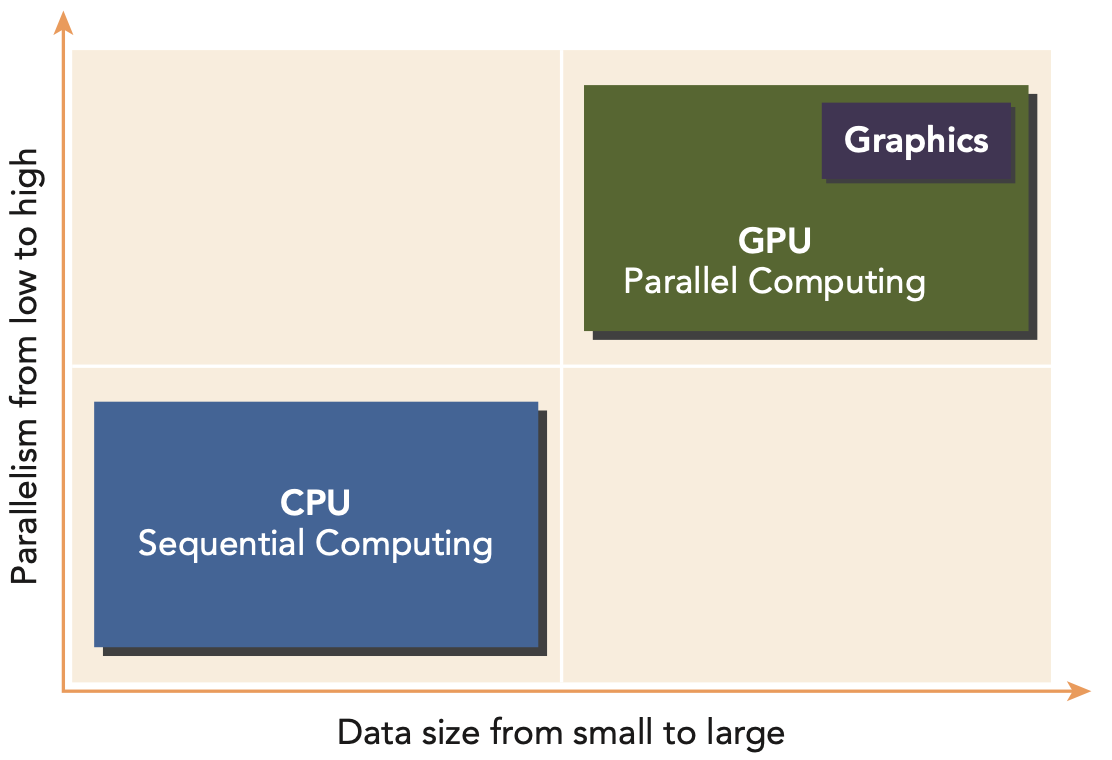 Parallelism from low to high
Graphics
GPU
Parallel Computing
CPU
Sequential Computing
Data size from small to large